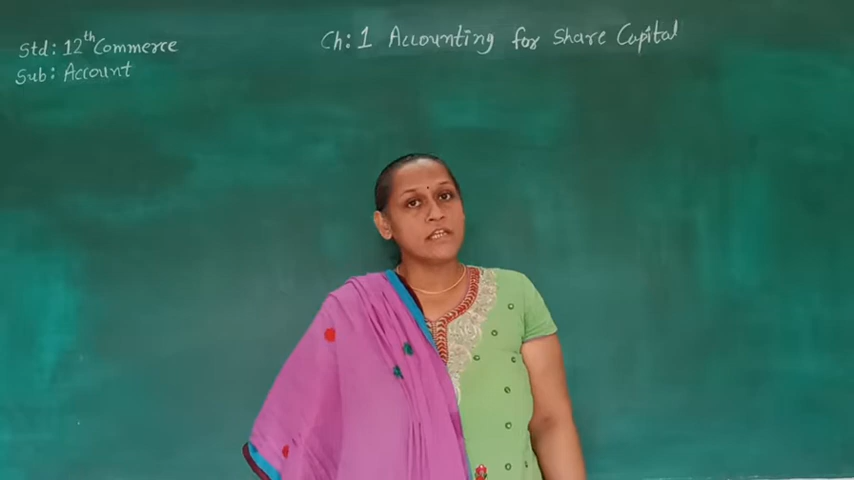 Std: 12th Commerce
Ch: 1 Accounting for Share Capital
Sub: Account